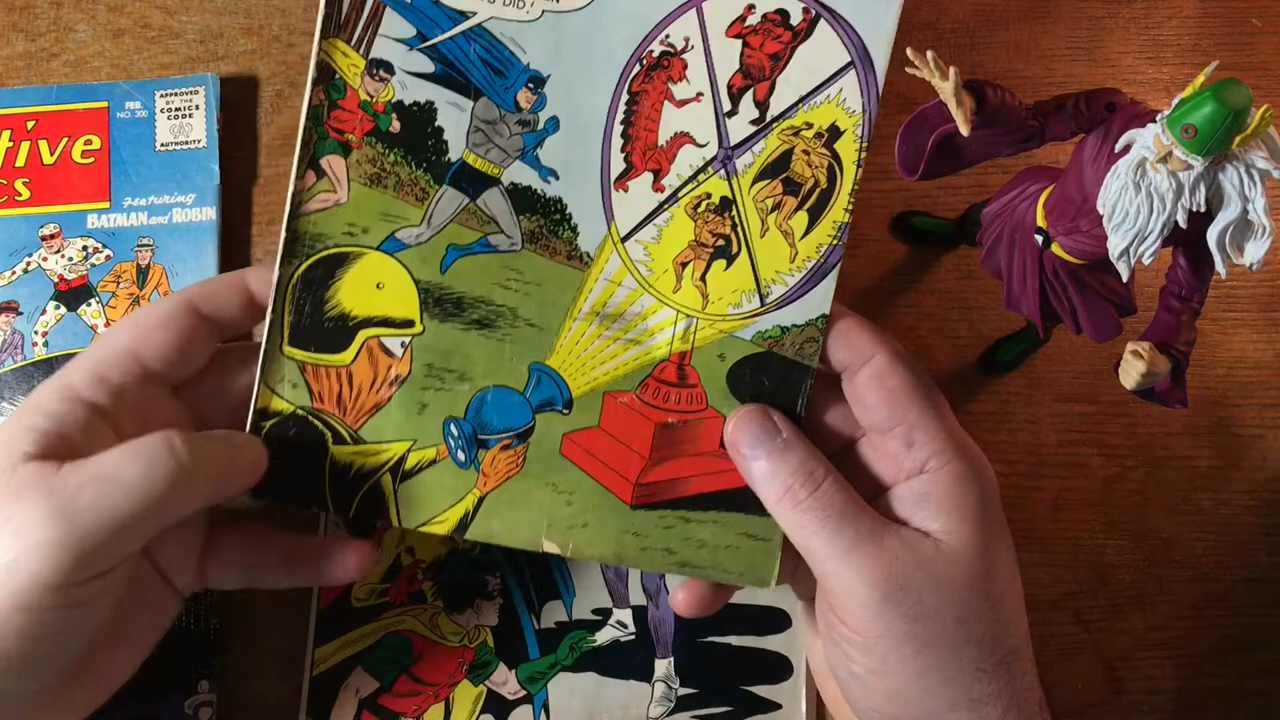 DID!
tive
CS
FEB.
NO. 300
APPROVED
BY THE
COMICS
CODE
AUTHORITY
Featuring
BATMAN and ROBIN